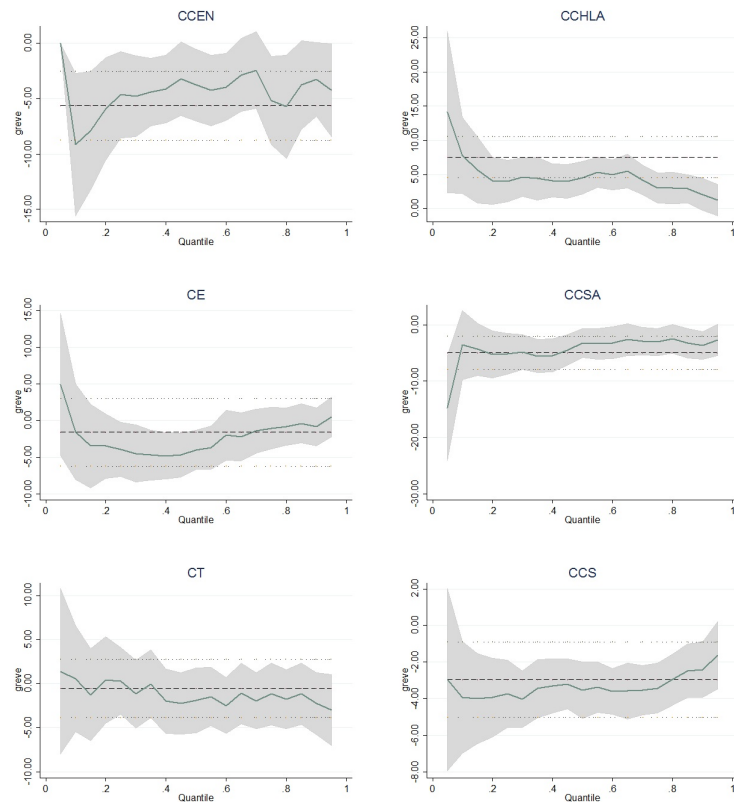 CCEN
greve
0.00
-5.00
-10.00
-15.00
0 .2 .4 .6 .8 1
Quantile
CCHLA
greve
25.00
20.00
15.00
10.00
5.00
0.00
0 .2 .4 .6 .8 1
Quantile
CE
greve
15.00
10.00
5.00
0.00
-5.00
-10.00
0 .2 .4 .6 .8 1
Quantile
CCSA
greve
0.00
-10.00
-20.00
-30.00
0 .2 .4 .6 .8 1
Quantile
CT
greve
10.00
5.00
0.00
-5.00
-10.00
0 .2 .4 .6 .8 1
Quantile
CCS
greve
2.00
0.00
-2.00
-4.00
-6.00
-8.00
0 .2 .4 .6 .8 1
Quantile